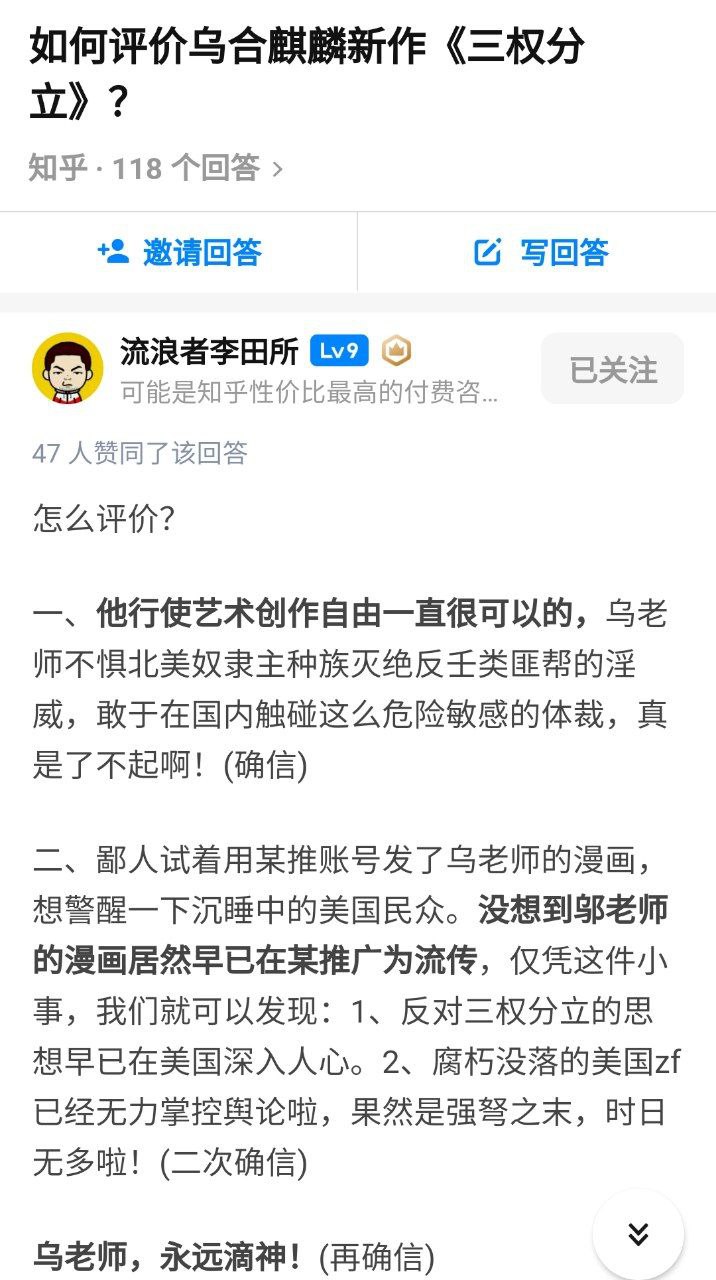 如何评价乌合麒麟新作《三权分
立》？
知乎 · 118 个回答 >
邀请回答
写回答
流浪者李田所 Lv9
已关注
可能是知乎性价比最高的付费咨...
47 人赞同了该回答
怎么评价？
一、他行使艺术创作自由一直很可以的，乌老
师不惧北美奴隶主种族灭绝反壬类匪帮的淫
威，敢于在国内触碰这么危险敏感的体裁，真
是了不起啊！(确信)
二、鄙人试着用某推账号发了乌老师的漫画，
想警醒一下沉睡中的美国民众。没想到邬老师
的漫画居然早已在某推广为流传，仅凭这件小
事，我们就可以发现：1、反对三权分立的思
想早已在美国深入人心。2、腐朽没落的美国zf
已经无力掌控舆论啦，果然是强弩之末，时日
无多啦！(二次确信)
乌老师，永远滴神！(再确信)